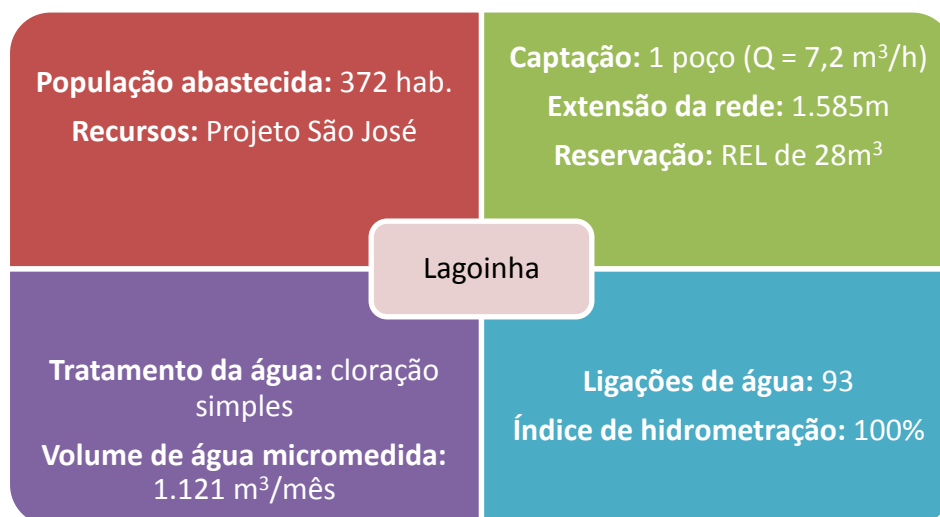 População abastecida: 372 hab.
Recursos: Projeto São José
Captação: 1 poço (Q = 7,2 m³/h)
Extensão da rede: 1.585m
Reservação: REL de 28m³
Lagoinha
Tratamento da água: cloração
simples
Volume de água micromedida:
1.121 m³/mês
Ligações de água: 93
Índice de hidrometração: 100%